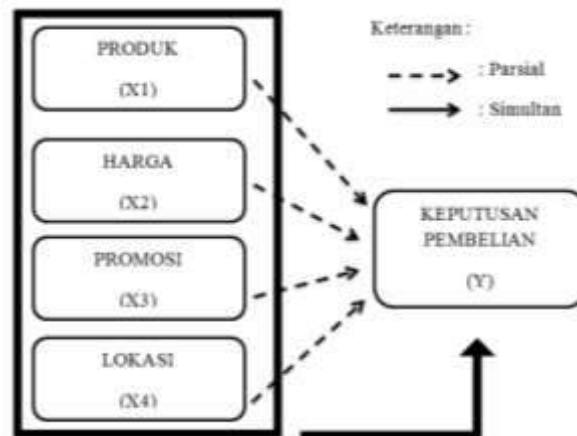 PRODUK
(X1)
HARGA
(X2)
PROMOSI
(X3)
LOKASI
(X4)
Keterangan :
: Parsial
: Simultan
KEPUTUSAN
PEMBELIAN
(Y)